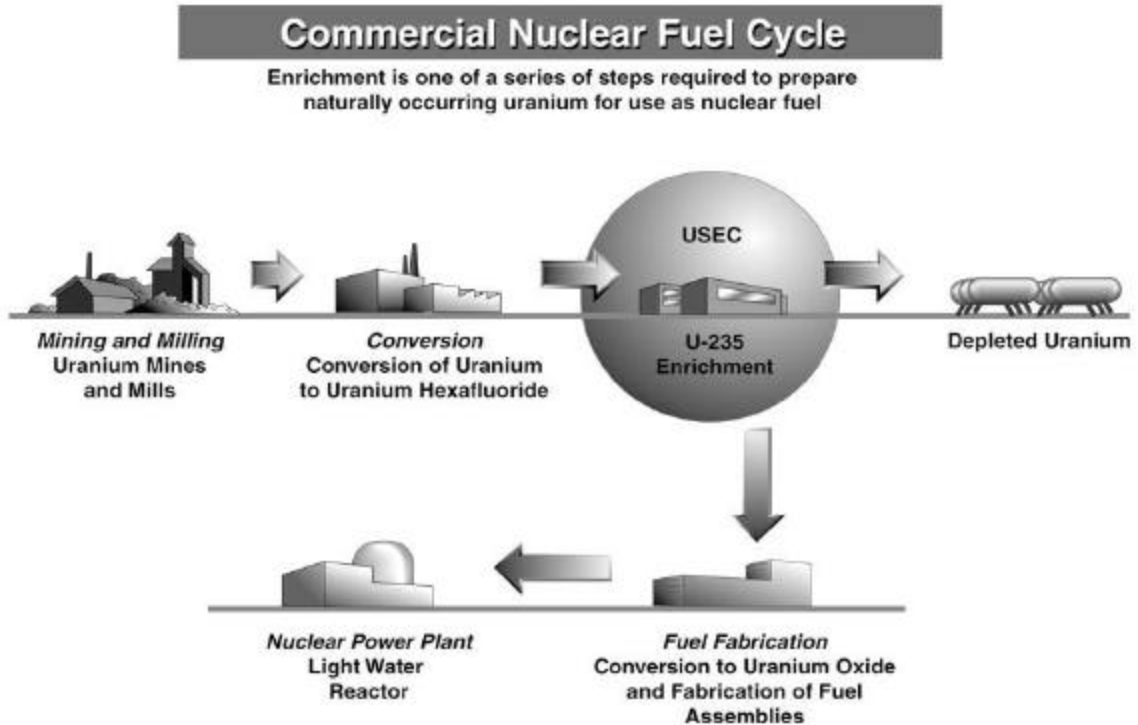 Commercial Nuclear Fuel Cycle
Enrichment is one of a series of steps required to prepare
naturally occurring uranium for use as nuclear fuel
USEC
U-235
Enrichment
Mining and Milling
Uranium Mines
and Mills
Conversion
Conversion of Uranium
to Uranium Hexafluoride
Depleted Uranium
Nuclear Power Plant
Light Water
Reactor
Fuel Fabrication
Conversion to Uranium Oxide
and Fabrication of Fuel
Assemblies